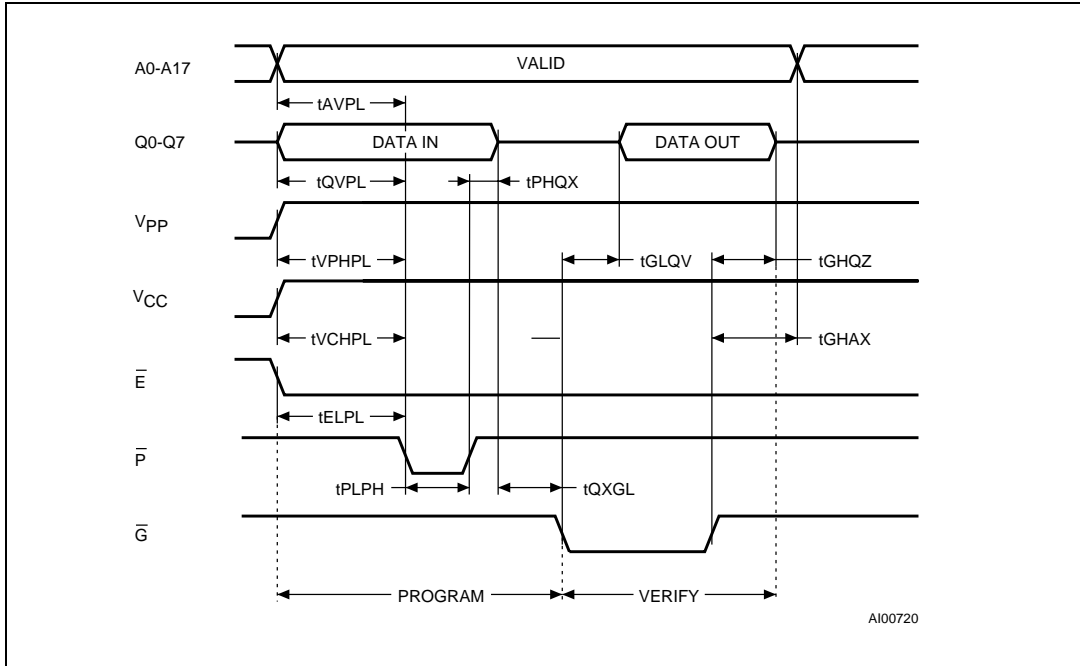 A0-A17
VALID
tAVPL
Q0-Q7
DATA IN
DATA OUT
tQVPL
tPHQX
VPP
tVPHPL
tGLQV
tGHQZ
VCC
tVCHPL
tGHAX
E̅
tELPL
P̅
tPLPH
tQXGL
G̅
PROGRAM
VERIFY
AI00720